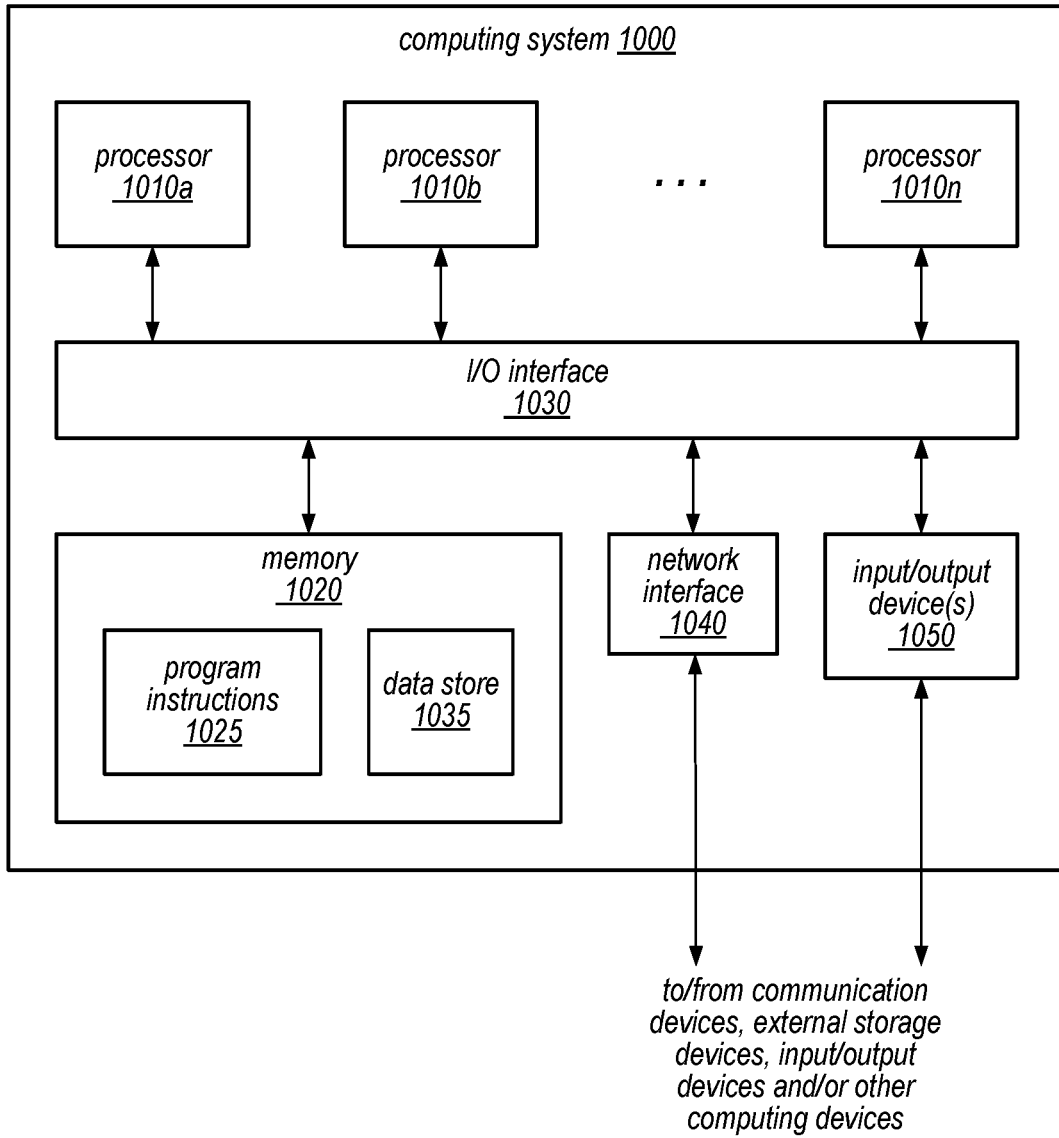 computing system 1000
processor
1010a
processor
1010b
. . .
processor
1010n
I/O interface
1030
memory
1020
program
instructions
1025
data store
1035
network
interface
1040
input/output
device(s)
1050
to/from communication
devices, external storage
devices, input/output
devices and/or other
computing devices